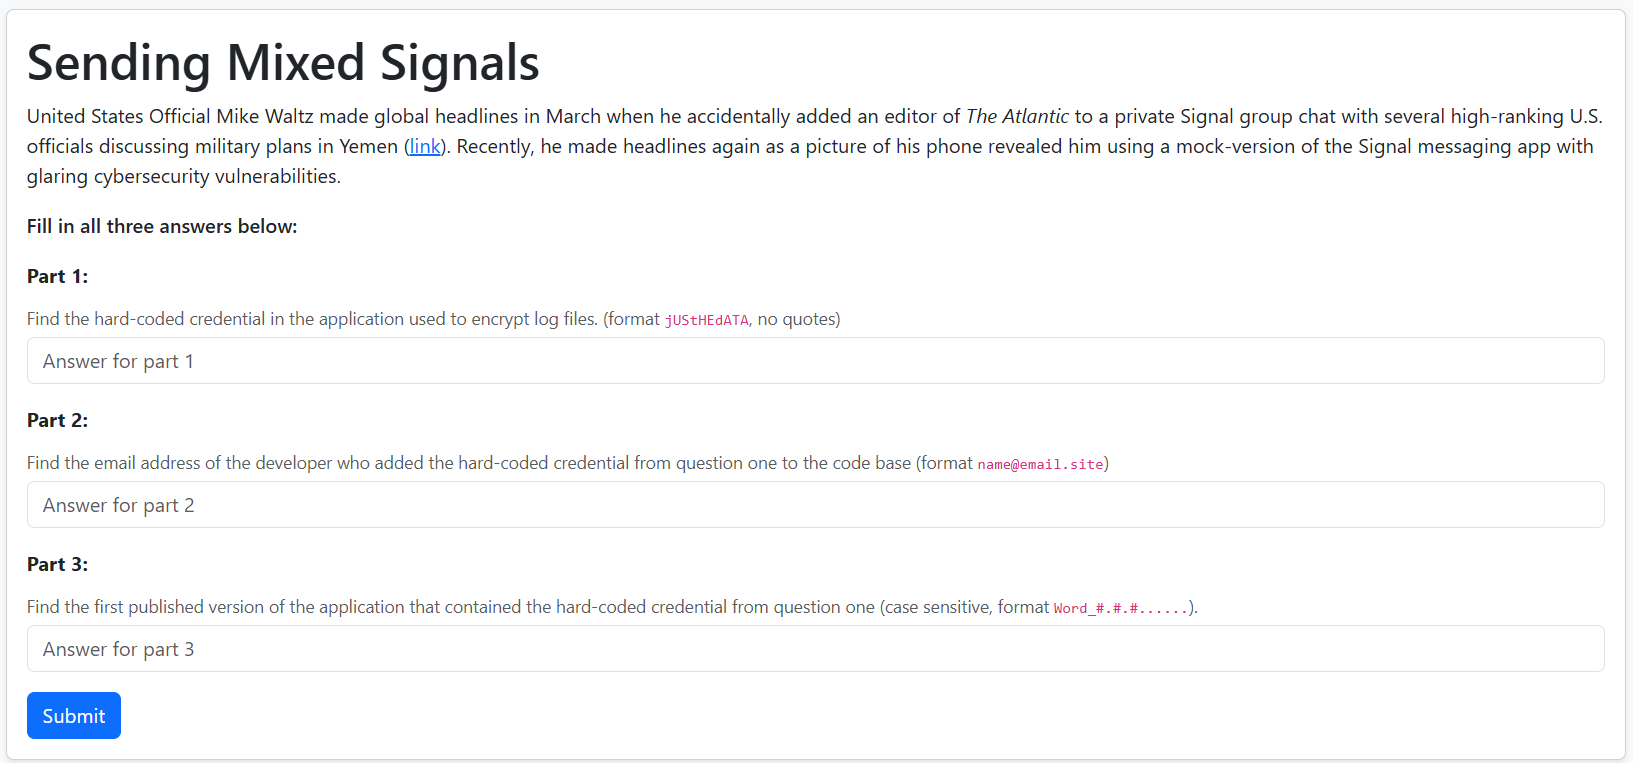 Sending Mixed Signals
United States Official Mike Waltz made global headlines in March when he accidentally added an editor of The Atlantic to a private Signal group chat with several high-ranking U.S.
officials discussing military plans in Yemen (link). Recently, he made headlines again as a picture of his phone revealed him using a mock-version of the Signal messaging app with
glaring cybersecurity vulnerabilities.
Fill in all three answers below:
Part 1:
Find the hard-coded credential in the application used to encrypt log files. (format jUStHEdATA, no quotes)
Answer for part 1
Part 2:
Find the email address of the developer who added the hard-coded credential from question one to the code base (format name@email.site)
Answer for part 2
Part 3:
Find the first published version of the application that contained the hard-coded credential from question one (case sensitive, format Word_#.#.#......).
Answer for part 3
Submit